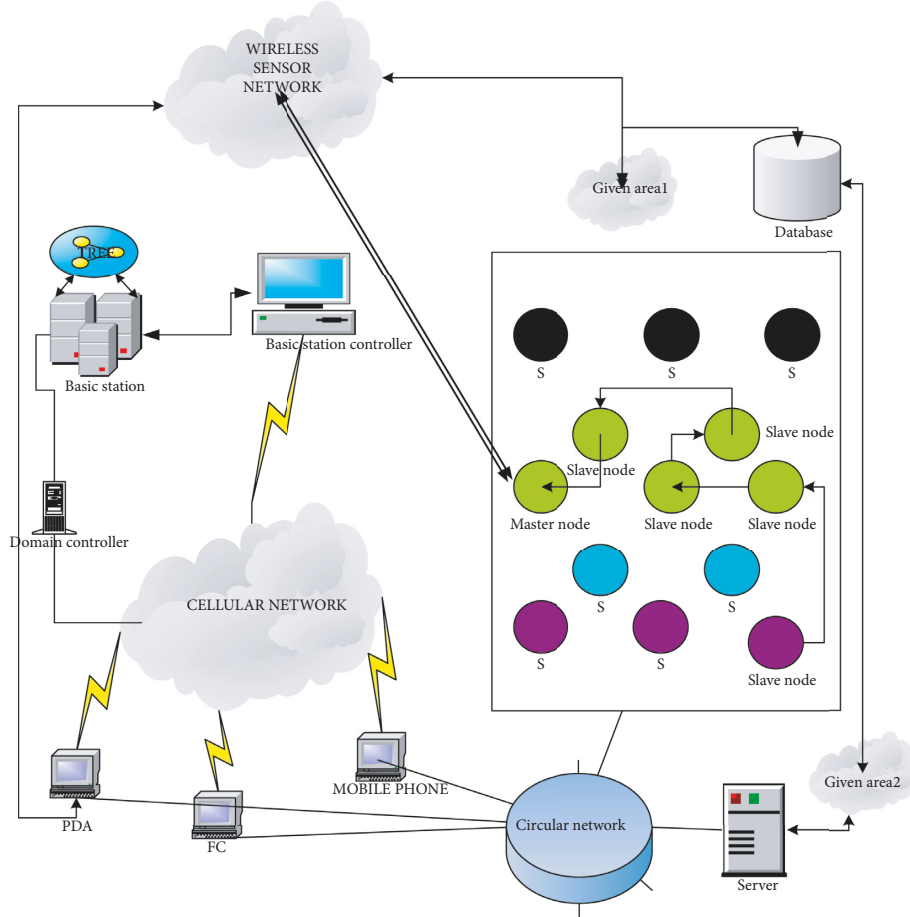 WIRELESS
SENSOR
NETWORK
Given area1
Database
TREE
Basic station
Basic station controller
S
S
S
Slave node
Slave node
Master node
Slave node
Slave node
Domain controller
S
S
CELLULAR NETWORK
S
S
Slave node
MOBILE PHONE
Given area2
PDA
Circular network
FC
Server